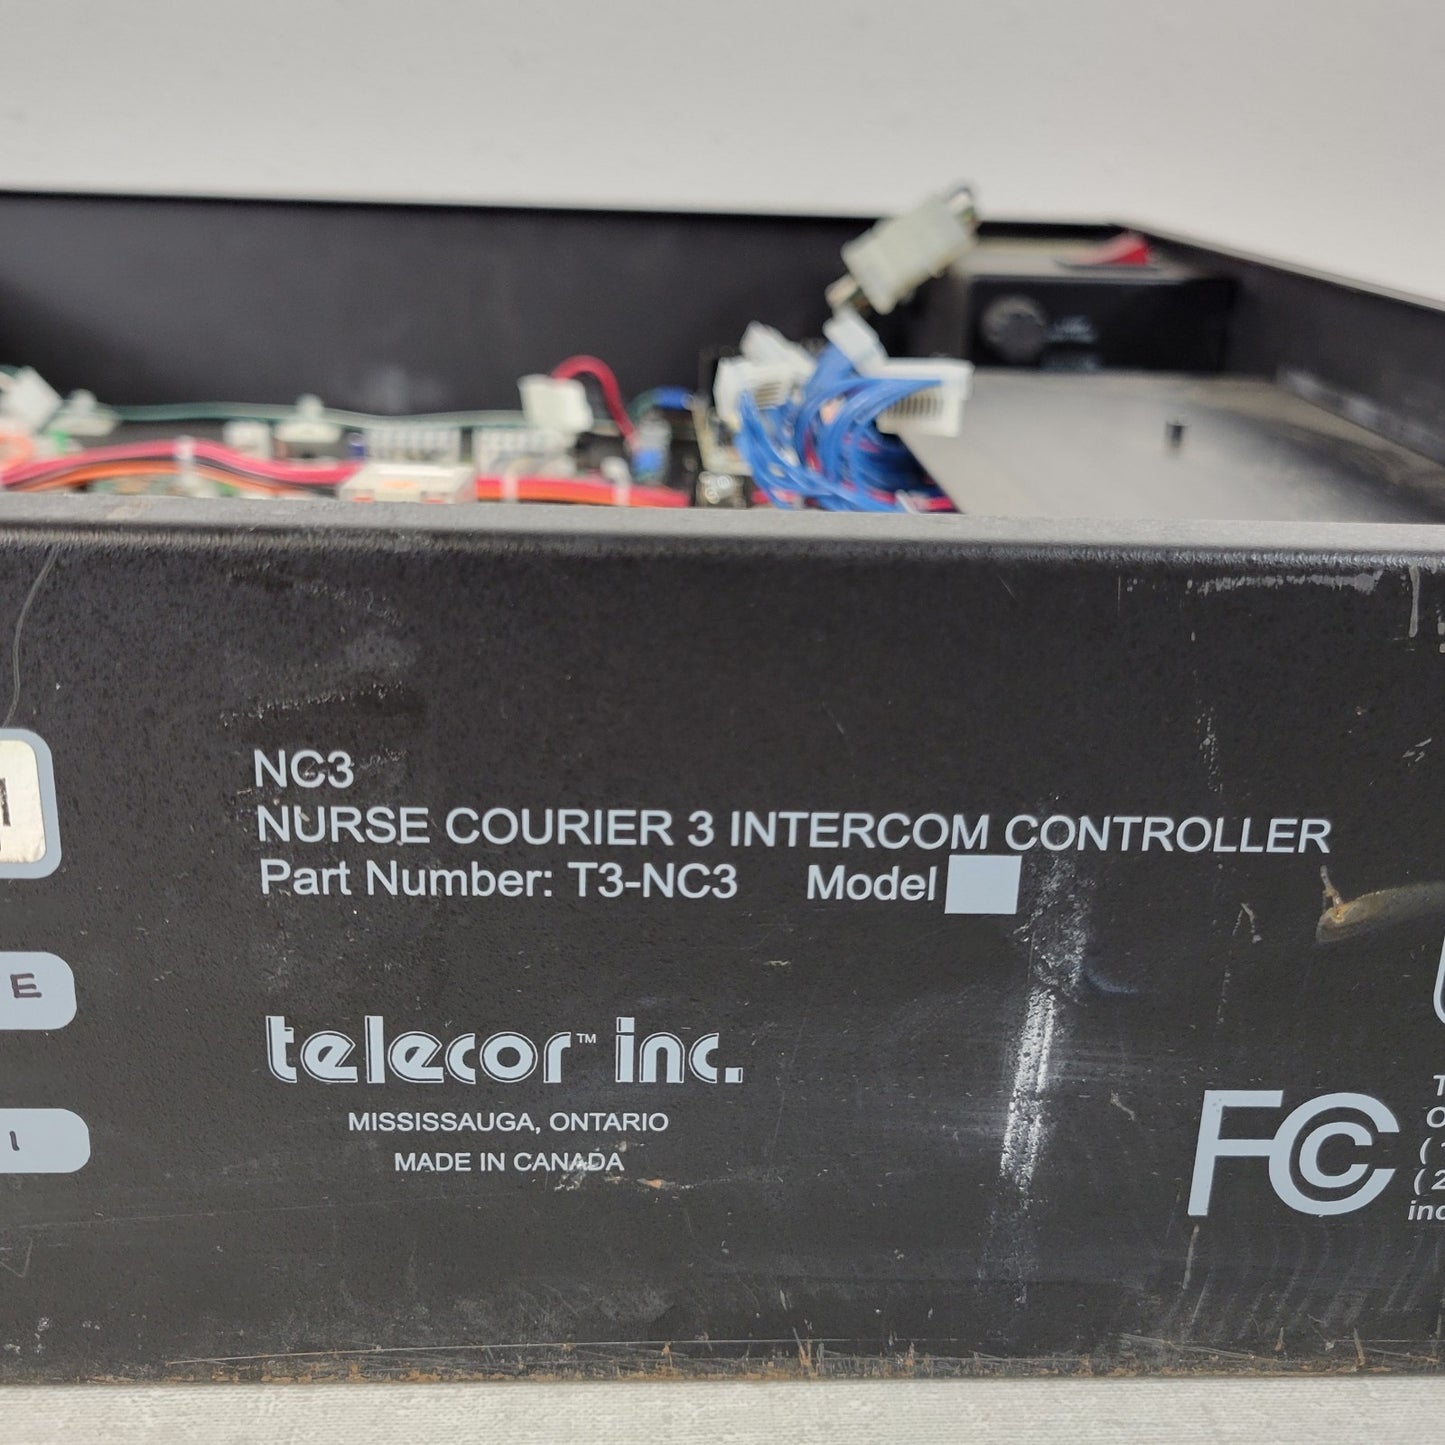 NC3
NURSE COURIER 3 INTERCOM CONTROLLER
Part Number: T3-NC3 Model
E
1
telecor™ inc.
MISSISSAUGA, ONTARIO
MADE IN CANADA
FC